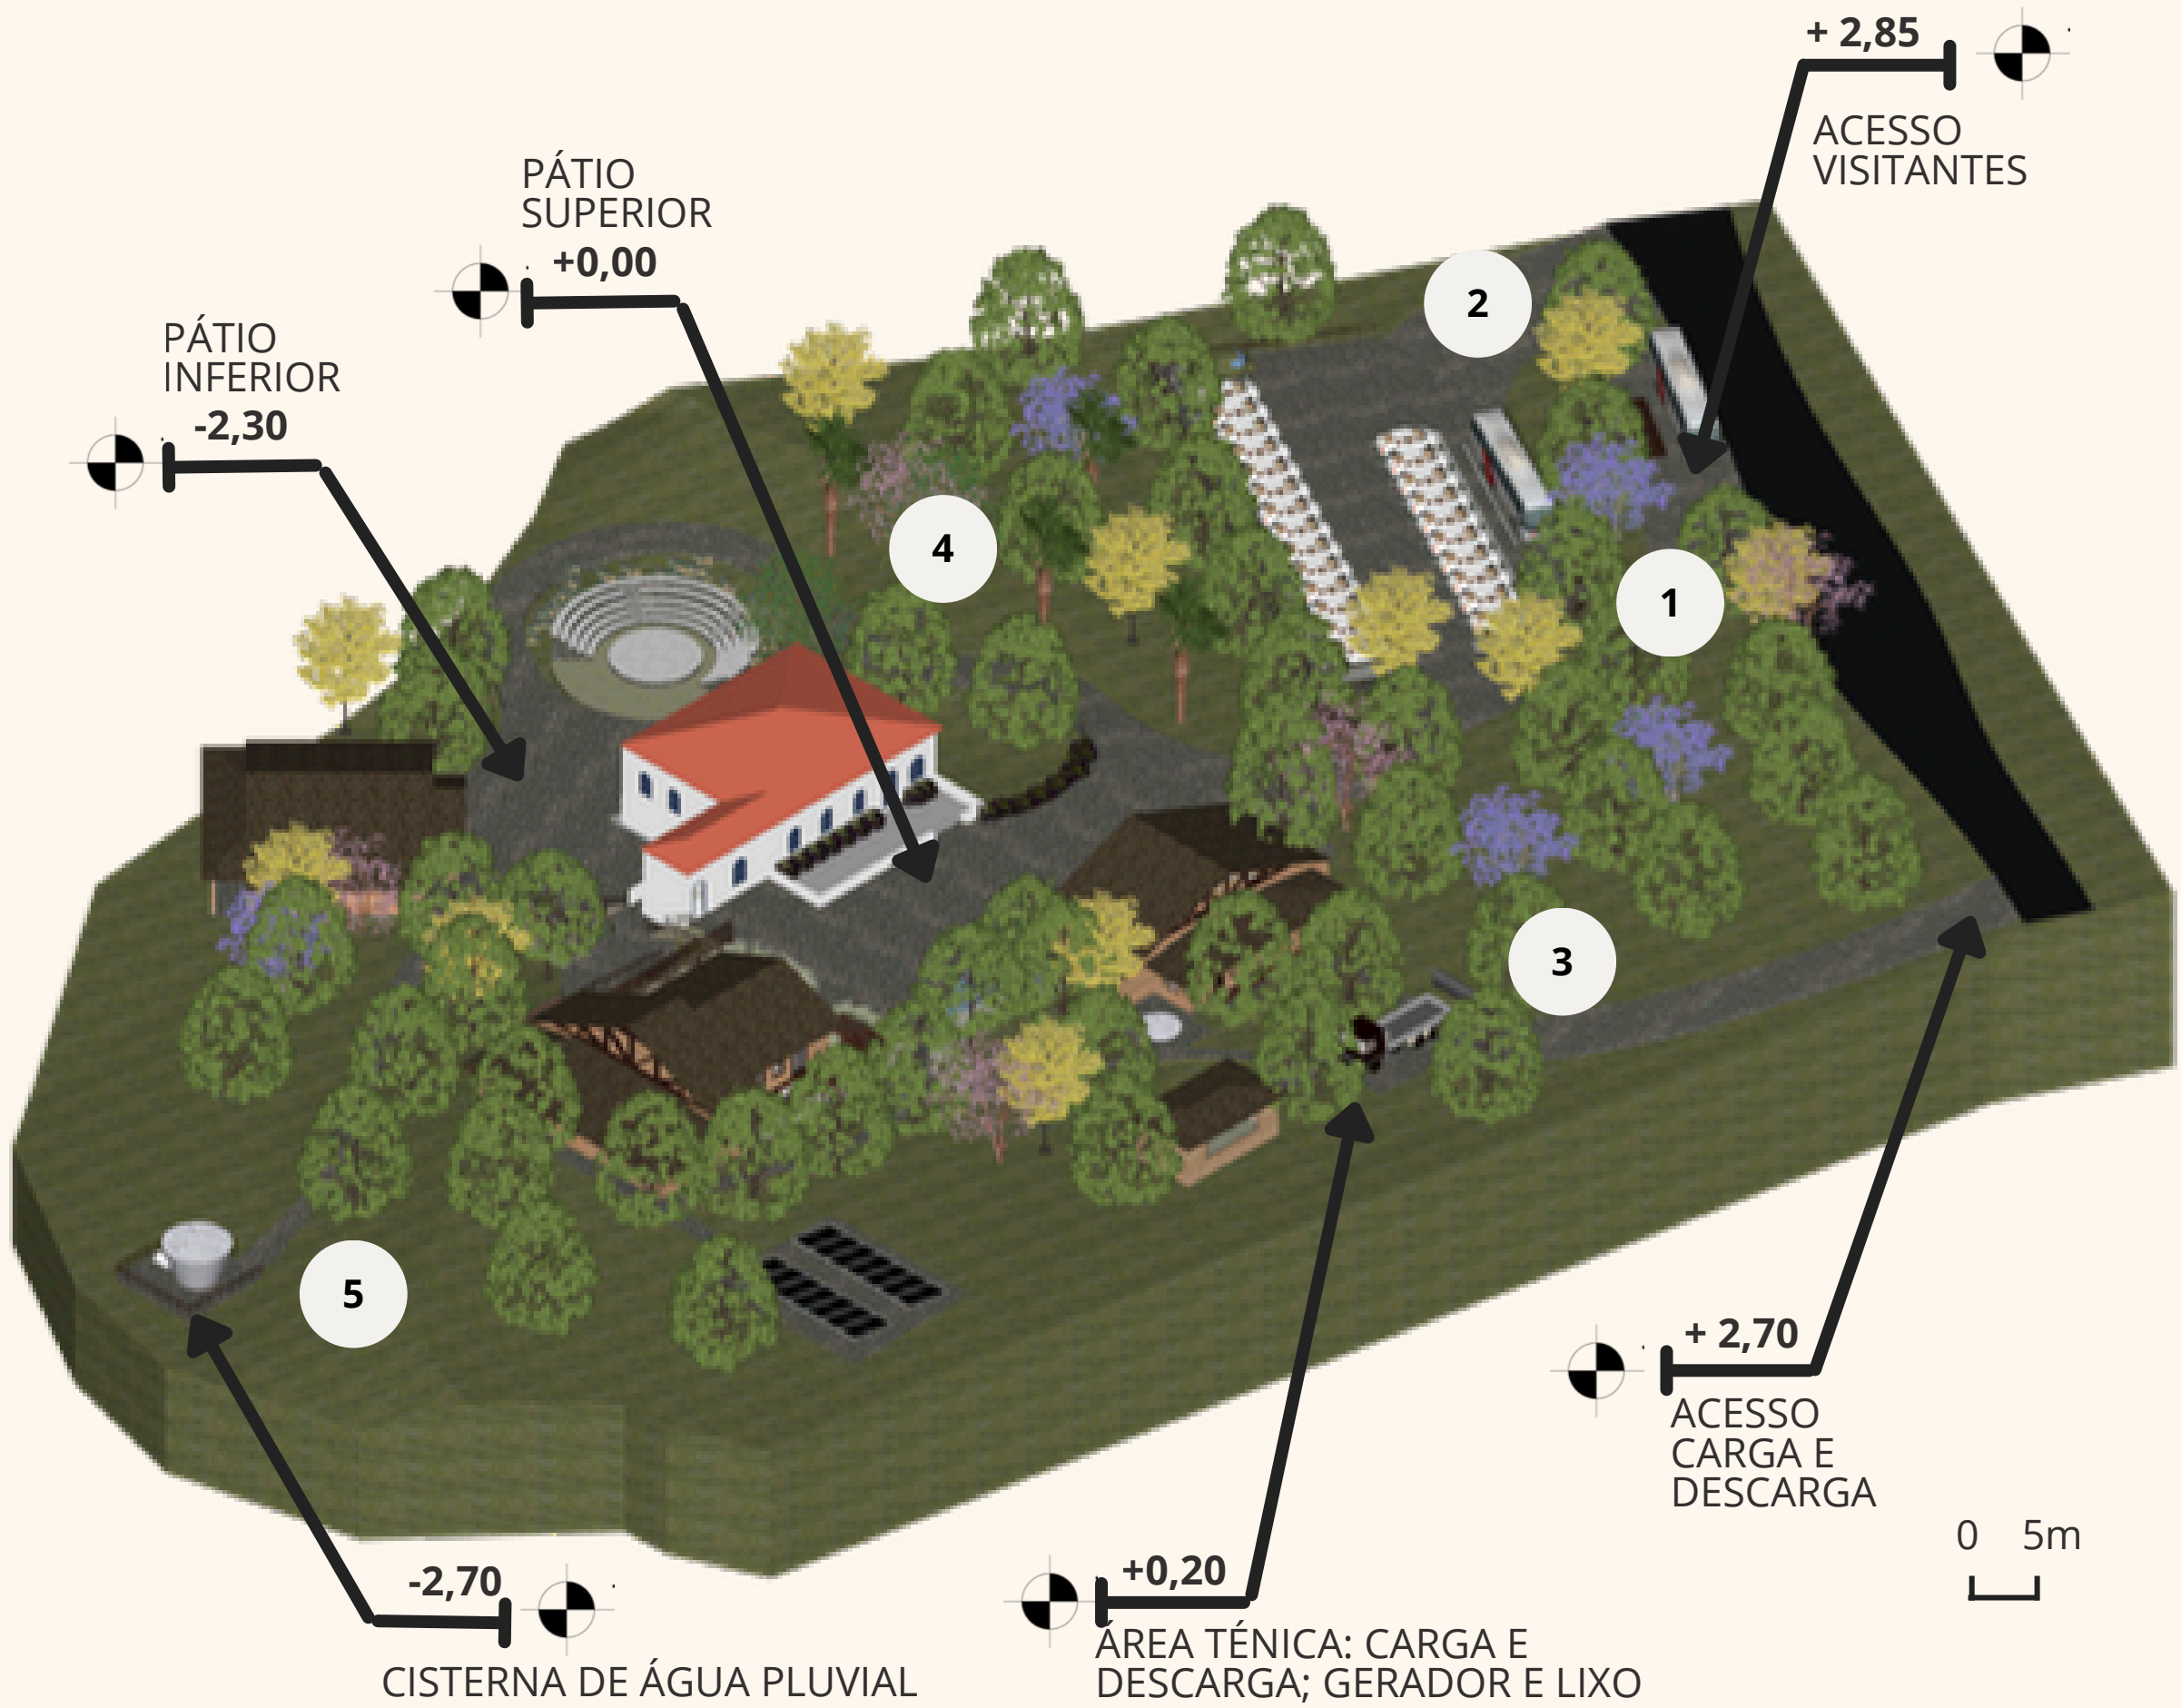 + 2,85
ACESSO
VISITANTES
PÁTIO
SUPERIOR
+0,00
PÁTIO
INFERIOR
-2,30
2
4
1
3
5
+ 2,70
ACESSO
CARGA E
DESCARGA
0 5m
-2,70
CISTERNA DE ÁGUA PLUVIAL
+0,20
ÁREA TÉNICA: CARGA E
DESCARGA; GERADOR E LIXO